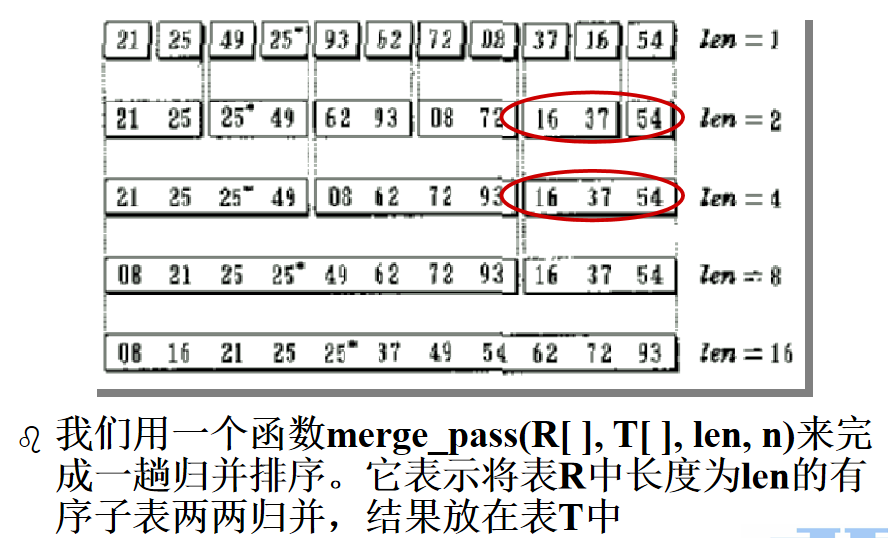 21 25 49 25* 93 62 72 08 37 16 54 len = 1
21 25 25* 49 62 93 08 72 16 37 54 len = 2
21 25 25* 49 08 62 72 93 16 37 54 len = 4
08 21 25 25* 49 62 72 93 16 37 54 len = 8
08 16 21 25 25* 37 49 54 62 72 93 len = 16
我们用一个函数merge_pass(R[ ], T[ ], len, n)来完
成一趟归并排序。它表示将表R中长度为len的有
序子表两两归并，结果放在表T中